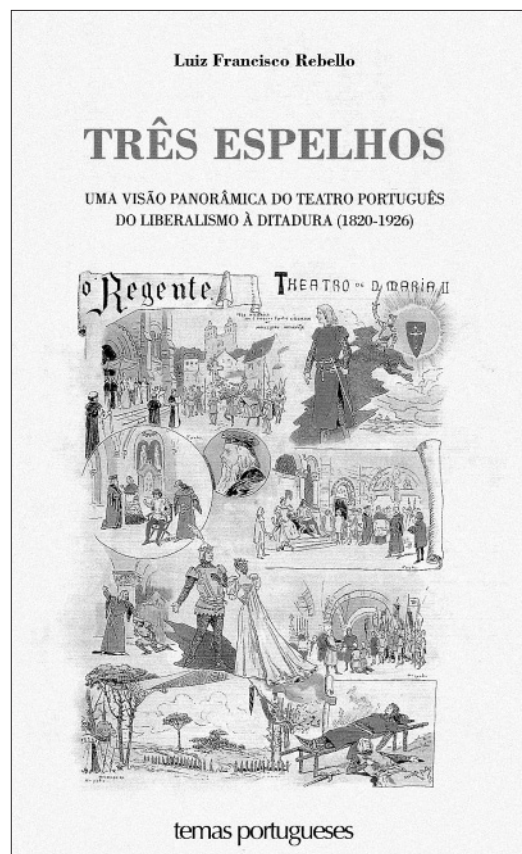 Luiz Francisco Rebello
TRÊS ESPELHOS
UMA VISÃO PANORÂMICA DO TEATRO PORTUGUÊS
DO LIBERALISMO À DITADURA (1820-1926)
O Regente
THEATRO DE D. MARIA II
temas portugueses